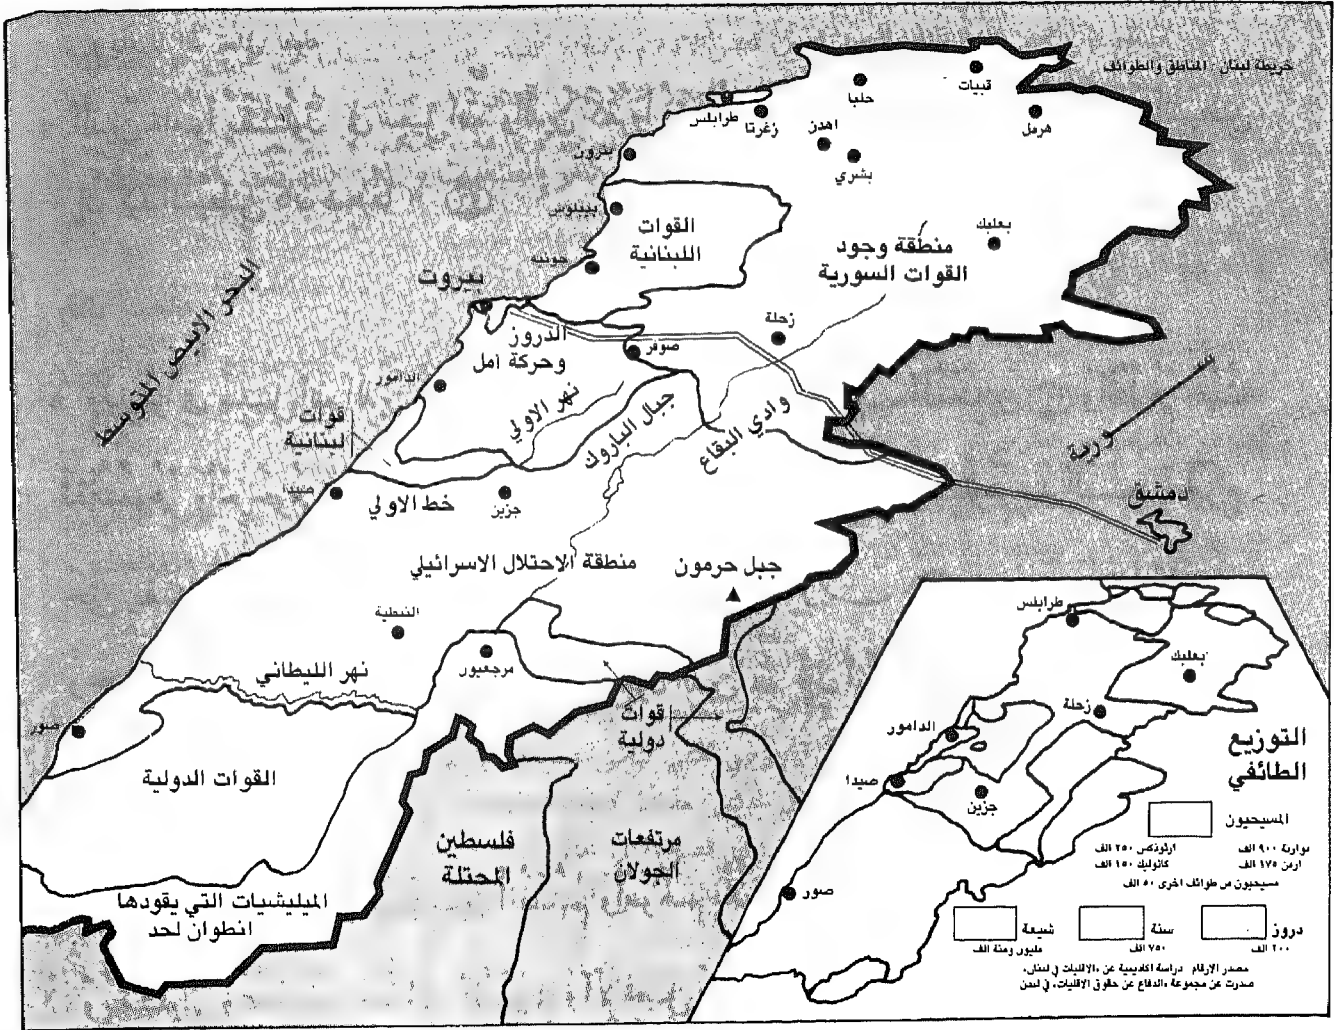 خريطة لبنان المناطق والطوائف
قبيات
حلبا
هرمل
طرابلس
زغرتا
اهدن
بشري
بترون
بيبلوس
القوات
اللبنانية
منطقة وجود
القوات السورية
بعلبك
جونيه
بيروت
البحر الابيض المتوسط
زحلة
الدروز
وحركة امل
صوفر
الدامور
نهر الاولي
جبال الباروك
وادي البقاع
سورية
دمشق
قوات
لبنانية
صيدا
خط الاولي
جزين
منطقة الاحتلال الاسرائيلي
جبل حرمون
النبطية
مرجعيون
نهر الليطاني
صور
قوات
دولية
القوات الدولية
فلسطين
المحتلة
مرتفعات
الجولان
الميليشيات التي يقودها
انطوان لحد
طرابلس
بعلبك
زحلة
الدامور
صيدا
جزين
صور
التوزيع
الطائفي
المسيحيون
موارنة ٩٠٠ الف
ارثوذكس ٢٥٠ الف
ارمن ١٧٥ الف
كاثوليك ١٥٠ الف
مسيحيون من طوائف اخرى ٥٠ الف
دروز
٢٠٠ الف
سنة
٧٥٠ الف
شيعة
مليون ومئة الف
مصدر الارقام دراسة اكاديمية عن «الاقليات في لبنان»
صدرت عن مجموعة «الدفاع عن حقوق الاقليات» في لندن